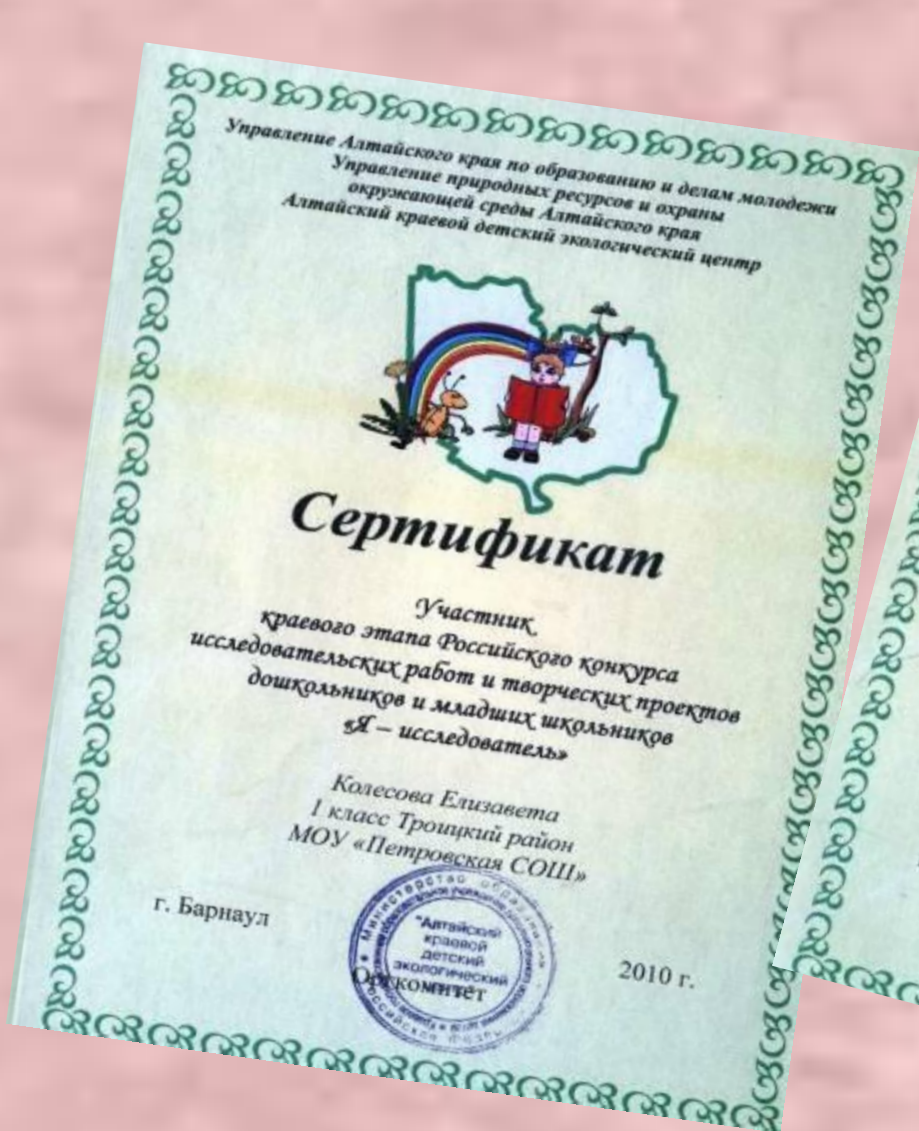 Управление Алтайского края по образованию и делам молодежи
Управление природных ресурсов и охраны
окружающей среды Алтайского края
Алтайский краевой детский экологический центр
Сертификат
Участник
краевого этапа Российского конкурса
исследовательских работ и творческих проектов
дошкольников и младших школьников
«Я – исследователь»
Колесова Елизавета
1 класс Троицкий район
МОУ «Петровская СОШ»
г. Барнаул
Министерство
"Алтайский
краевой
детский
экологический
Оргкомитет
2010 г.